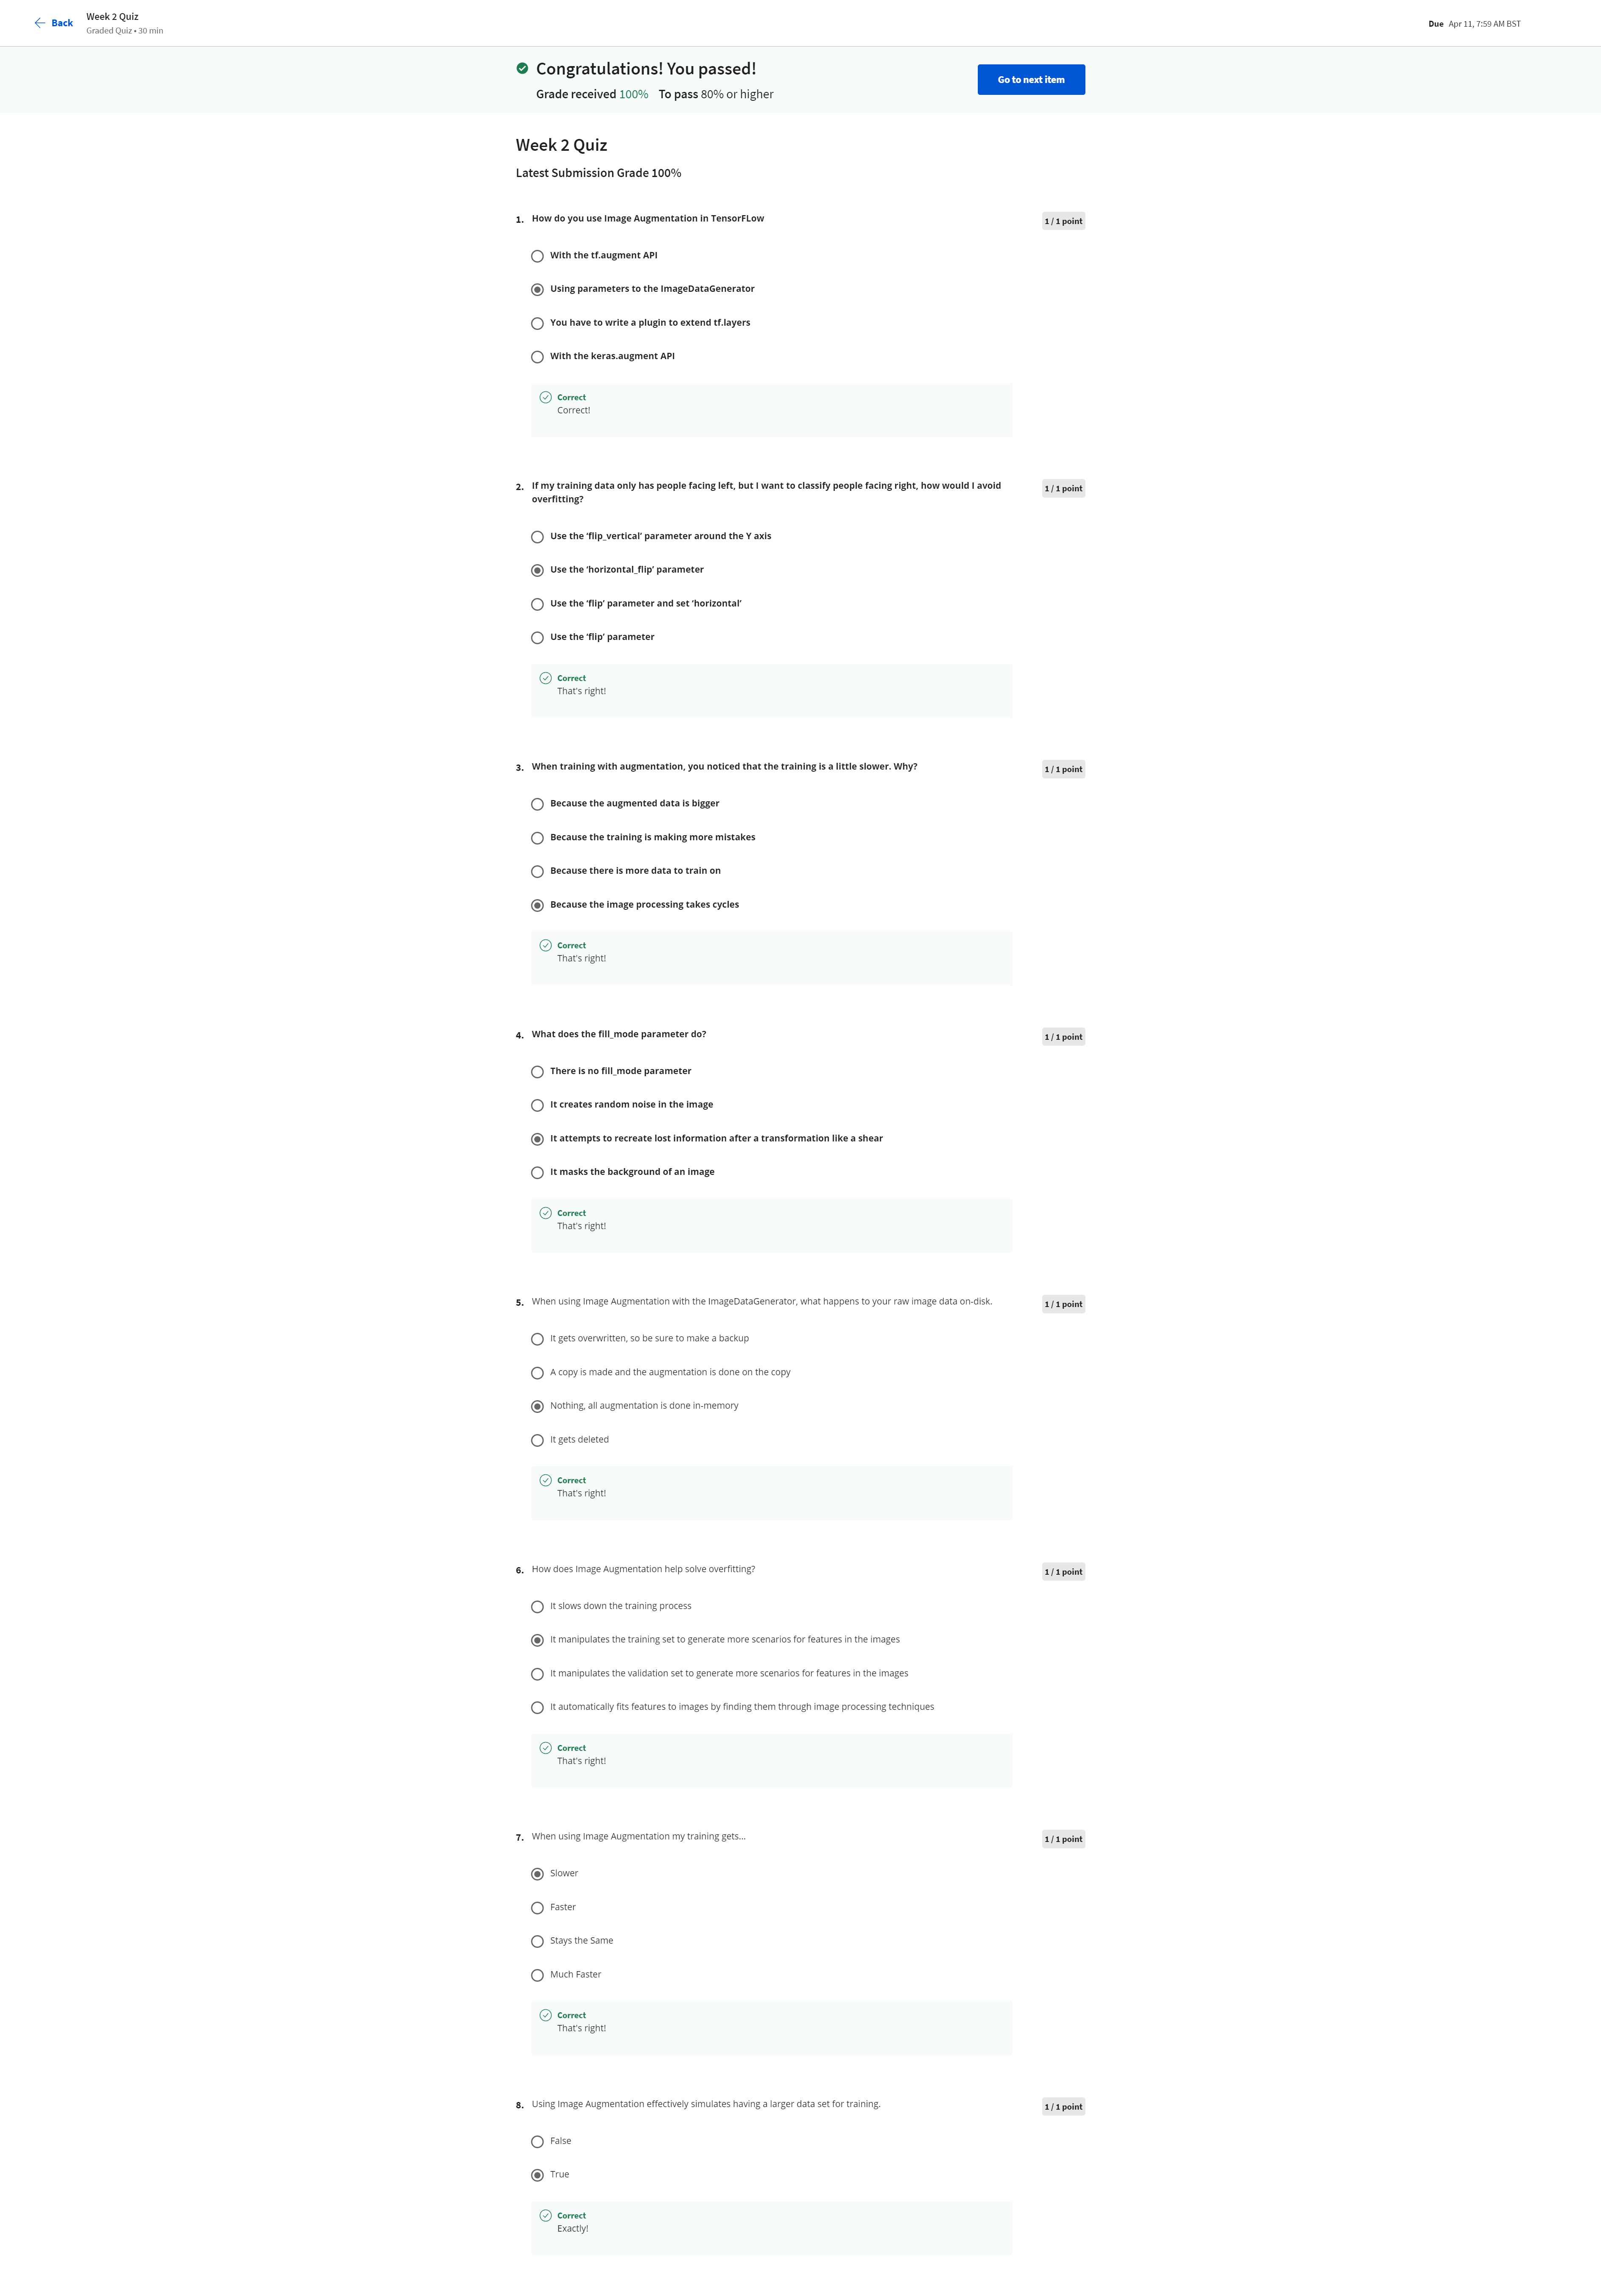 Back
Week 2 Quiz
Graded Quiz • 30 min
Due Apr 11, 7:59 AM BST
Congratulations! You passed!
Grade received 100% To pass 80% or higher
Go to next item
Week 2 Quiz
Latest Submission Grade 100%
1. How do you use Image Augmentation in TensorFLow
1 / 1 point
With the tf.augment API
Using parameters to the ImageDataGenerator
You have to write a plugin to extend tf.layers
With the keras.augment API
Correct
Correct!
2. If my training data only has people facing left, but I want to classify people facing right, how would I avoid
overfitting?
1 / 1 point
Use the ‘flip_vertical’ parameter around the Y axis
Use the ‘horizontal_flip’ parameter
Use the ‘flip’ parameter and set ‘horizontal’
Use the ‘flip’ parameter
Correct
That's right!
3. When training with augmentation, you noticed that the training is a little slower. Why?
1 / 1 point
Because the augmented data is bigger
Because the training is making more mistakes
Because there is more data to train on
Because the image processing takes cycles
Correct
That's right!
4. What does the fill_mode parameter do?
1 / 1 point
There is no fill_mode parameter
It creates random noise in the image
It attempts to recreate lost information after a transformation like a shear
It masks the background of an image
Correct
That's right!
5. When using Image Augmentation with the ImageDataGenerator, what happens to your raw image data on-disk.
1 / 1 point
It gets overwritten, so be sure to make a backup
A copy is made and the augmentation is done on the copy
Nothing, all augmentation is done in-memory
It gets deleted
Correct
That's right!
6. How does Image Augmentation help solve overfitting?
1 / 1 point
It slows down the training process
It manipulates the training set to generate more scenarios for features in the images
It manipulates the validation set to generate more scenarios for features in the images
It automatically fits features to images by finding them through image processing techniques
Correct
That's right!
7. When using Image Augmentation my training gets...
1 / 1 point
Slower
Faster
Stays the Same
Much Faster
Correct
That's right!
8. Using Image Augmentation effectively simulates having a larger data set for training.
1 / 1 point
False
True
Correct
Exactly!